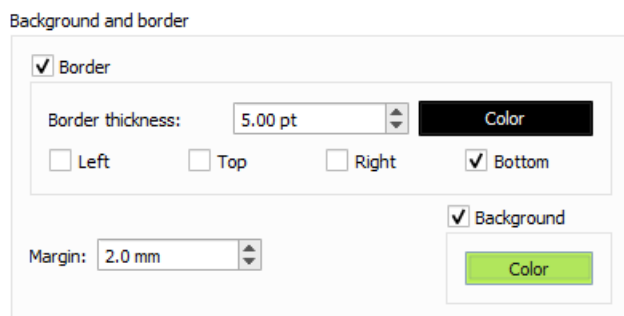 Background and border
Border
Border thickness: 5.00 pt Color
Left Top Right Bottom
Background
Margin: 2.0 mm
Color